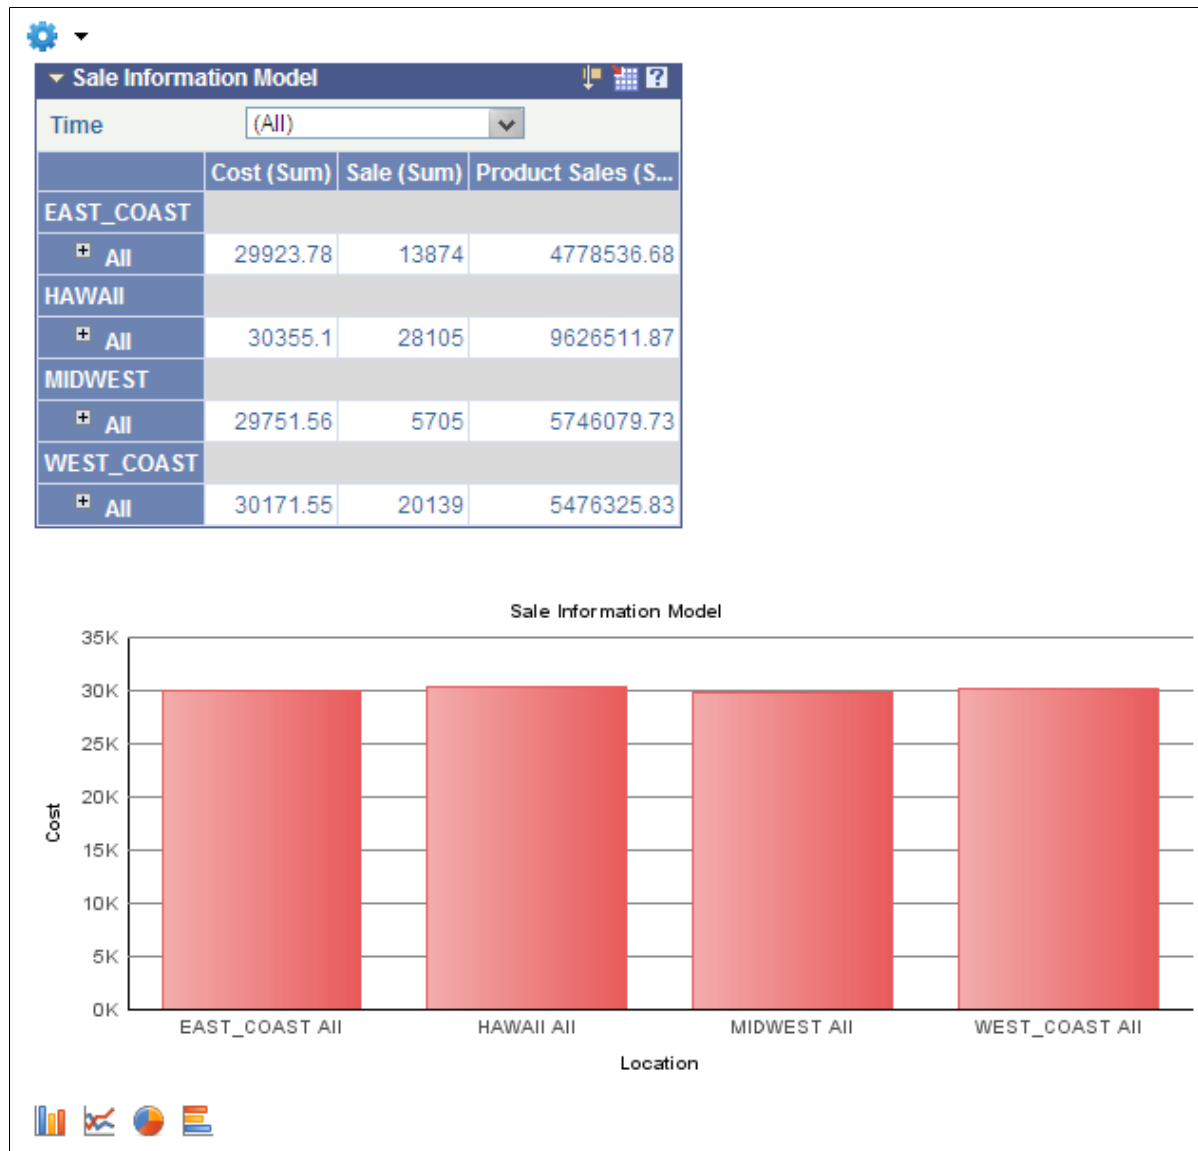 Sale Information Model
Time (All)
Cost (Sum) Sale (Sum) Product Sales (S...
EAST_COAST
All 29923.78 13874 4778536.68
HAWAII
All 30355.1 28105 9626511.87
MIDWEST
All 29751.56 5705 5746079.73
WEST_COAST
All 30171.55 20139 5476325.83
Sale Information Model
35K
30K
25K
20K
15K
10K
5K
0K
Cost
EAST_COAST All HAWAII All MIDWEST All WEST_COAST All
Location